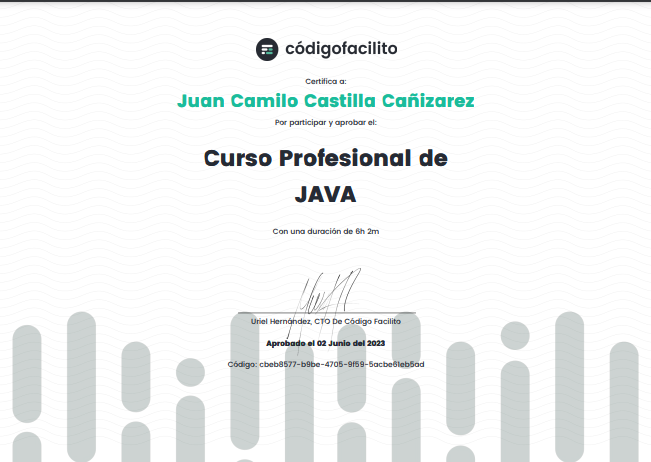 códigofacilito
Certifica a:
Juan Camilo Castilla Cañizarez
Por participar y aprobar el:
Curso Profesional de
JAVA
Con una duración de 6h 2m
Uriel Hernández, CTO De Código Facilito
Aprobado el 02 Junio del 2023
Código: cbeb8577-b9be-4705-9f59-5acbe61eb5ad